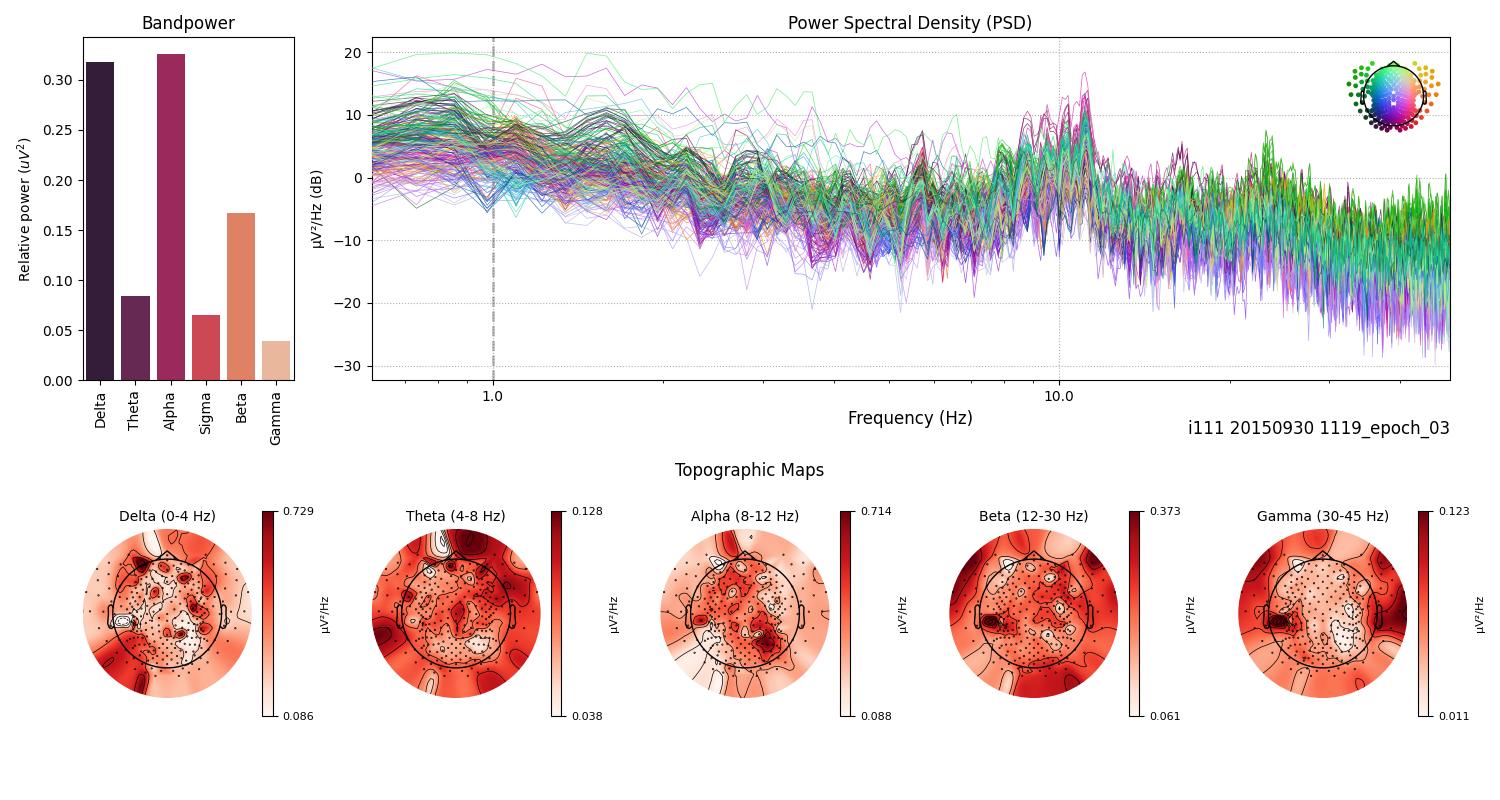 Bandpower
Relative power (uV²)
0.30
0.25
0.20
0.15
0.10
0.05
0.00
Delta
Theta
Alpha
Sigma
Beta
Gamma
Power Spectral Density (PSD)
µV²/Hz (dB)
20
10
0
−10
−20
−30
1.0
10.0
Frequency (Hz)
i111 20150930 1119_epoch_03
Topographic Maps
Delta (0-4 Hz)
0.729
µV²/Hz
0.086
Theta (4-8 Hz)
0.128
µV²/Hz
0.038
Alpha (8-12 Hz)
0.714
µV²/Hz
0.088
Beta (12-30 Hz)
0.373
µV²/Hz
0.061
Gamma (30-45 Hz)
0.123
µV²/Hz
0.011